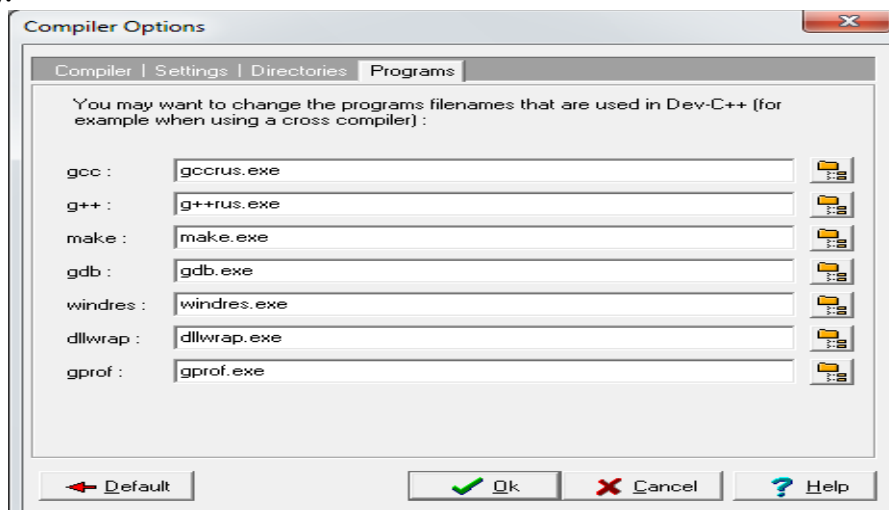 Compiler Options
Compiler | Settings | Directories Programs
You may want to change the programs filenames that are used in Dev-C++ (for
example when using a cross compiler) :
gcc : gccrus.exe
g++ : g++rus.exe
make : make.exe
gdb : gdb.exe
windres : windres.exe
dllwrap : dllwrap.exe
gprof : gprof.exe
Default Ok Cancel Help